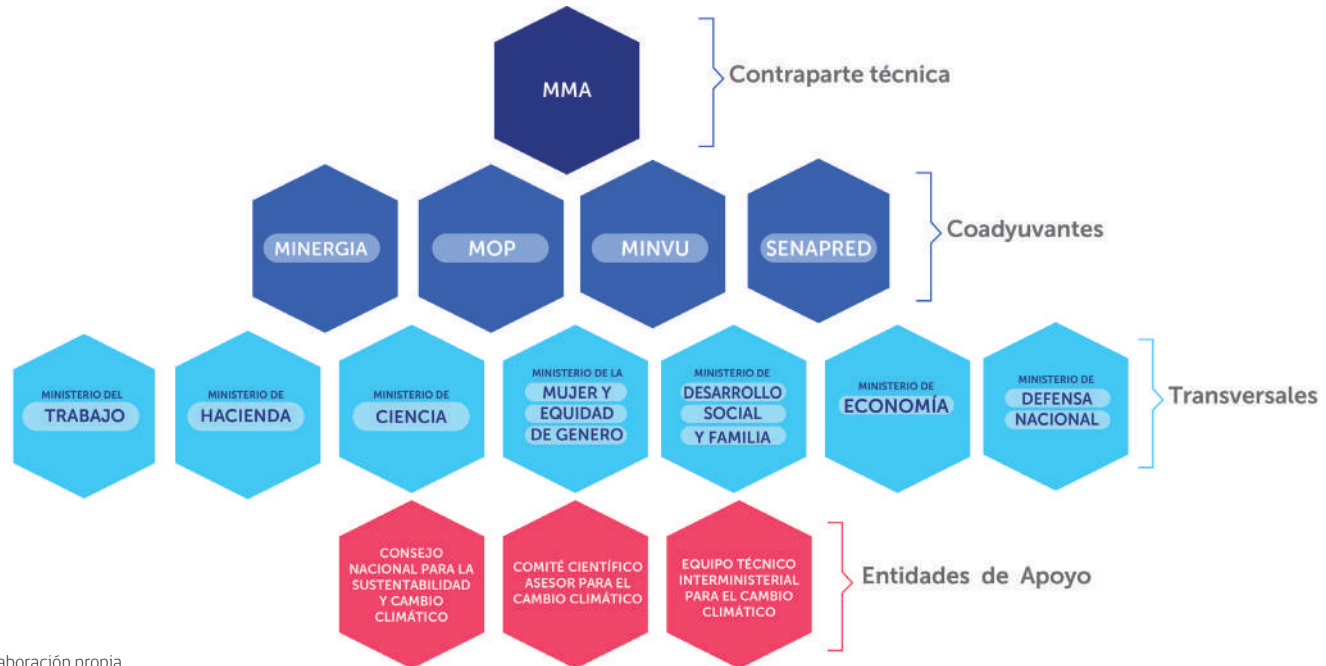 MMA
Contraparte técnica
MINERGIA
MOP
MINVU
SENAPRED
Coadyuvantes
MINISTERIO DEL
TRABAJO
MINISTERIO DE
HACIENDA
MINISTERIO DE
CIENCIA
MINISTERIO DE LA
MUJER Y
EQUIDAD
DE GENERO
MINISTERIO DE
DESARROLLO
SOCIAL
Y FAMILIA
MINISTERIO DE
ECONOMÍA
MINISTERIO DE
DEFENSA
NACIONAL
Transversales
CONSEJO
NACIONAL PARA LA
SUSTENTABILIDAD
Y CAMBIO
CLIMÁTICO
COMITÉ CIENTÍFICO
ASESOR PARA EL
CAMBIO CLIMÁTICO
EQUIPO TÉCNICO
INTERMINISTERIAL
PARA EL CAMBIO
CLIMÁTICO
Entidades de Apoyo
aboración propia